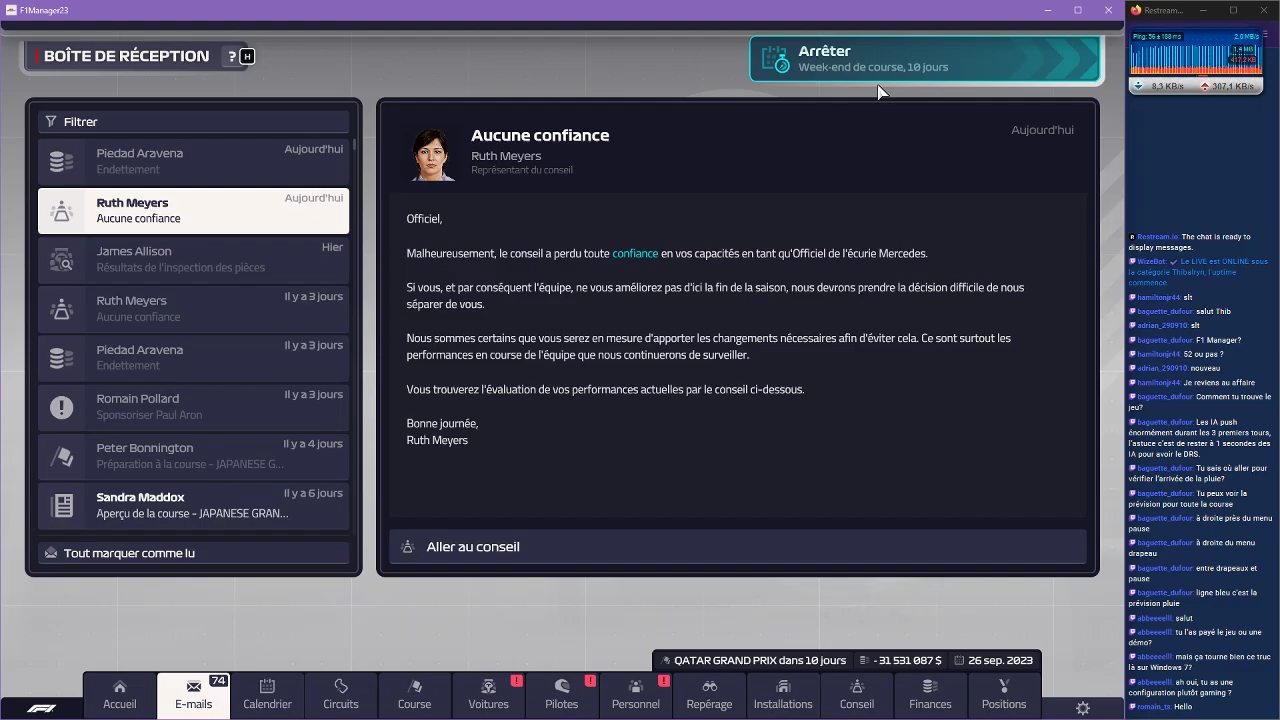 F1Manager23
BOÎTE DE RÉCEPTION ? H
Arrêter
Week-end de course, 10 jours
Filtrer
Piedad Aravena
Aujourd'hui
Endettement
Ruth Meyers
Aujourd'hui
Aucune confiance
James Allison
Hier
Résultats de l'inspection des pièces
Ruth Meyers
Il y a 3 jours
Aucune confiance
Piedad Aravena
Il y a 3 jours
Endettement
Romain Pollard
Il y a 3 jours
Sponsoriser Paul Aron
Peter Bonnington
Il y a 4 jours
Préparation à la course - JAPANESE G...
Sandra Maddox
Il y a 6 jours
Aperçu de la course - JAPANESE GRAN...
Tout marquer comme lu
Aucune confiance
Aujourd'hui
Ruth Meyers
Représentant du conseil
Officiel,
Malheureusement, le conseil a perdu toute confiance en vos capacités en tant qu'Officiel de l'écurie Mercedes.
Si vous, et par conséquent l'équipe, ne vous améliorez pas d'ici la fin de la saison, nous devrons prendre la décision difficile de nous
séparer de vous.
Nous sommes certains que vous serez en mesure d'apporter les changements nécessaires afin d'éviter cela. Ce sont surtout les
performances en course de l'équipe que nous continuerons de surveiller.
Vous trouverez l'évaluation de vos performances actuelles par le conseil ci-dessous.
Bonne journée,
Ruth Meyers
Aller au conseil
QATAR GRAND PRIX dans 10 jours
-31 531 087 $
26 sep. 2023
Accueil
E-mails
74
Calendrier
Circuits
Course
Voitures
!
Pilotes
!
Personnel
!
Repérage
Installations
Conseil
Finances
Positions
Restream...
Ping: 56 ± 188 ms
2.0MB/s
417.2 KB
8.3 KB/s
307.1 KB/s
Restream.io: The chat is ready to
display messages.
WizeBot: Le LIVE est ONLINE sous
la catégorie Thibalryn, l'uptime
commence.
hamiltonjr44: slt
baguette_dufour: salut Thib
adrian_290910: slt
baguette_dufour: F1 Manager?
hamiltonjr44: 52 ou pas ?
adrian_290910: nouveau
hamiltonjr44: Je reviens au affaire
baguette_dufour: Comment tu trouve le
jeu?
baguette_dufour: Les IA push
énormément durant les 3 premiers tours,
l'astuce c'est de rester à 1 secondes des
IA pour avoir le DRS.
baguette_dufour: Tu sais où aller pour
vérifier l'arrivée de la pluie?
baguette_dufour: Tu peux voir la
prévision pour toute la course
baguette_dufour: à droite près du menu
pause
baguette_dufour: à droite du menu
drapeau
baguette_dufour: entre drapeaux et
pause
baguette_dufour: ligne bleu c'est la
prévision pluie
abbeeeelll: salut
abbeeeelll: tu l'as payé le jeu ou une
démo?
abbeeeelll: mais ça tourne bien ce truc
là sur Windows 7?
abbeeeelll: ah oui, tu as une
configuration plutôt gaming ?
romain_ts: Hello